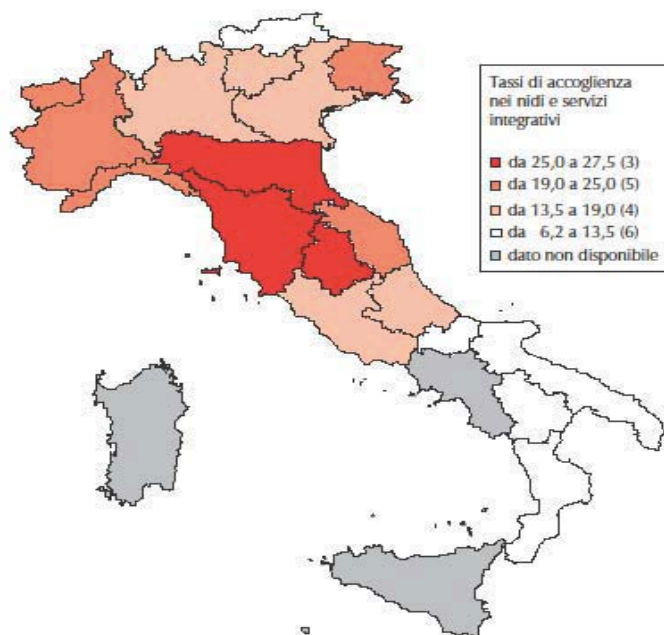 Tassi di accoglienza
nei nidi e servizi
integrativi
da 25,0 a 27,5 (3)
da 19,0 a 25,0 (5)
da 13,5 a 19,0 (4)
da 6,2 a 13,5 (6)
dato non disponibile